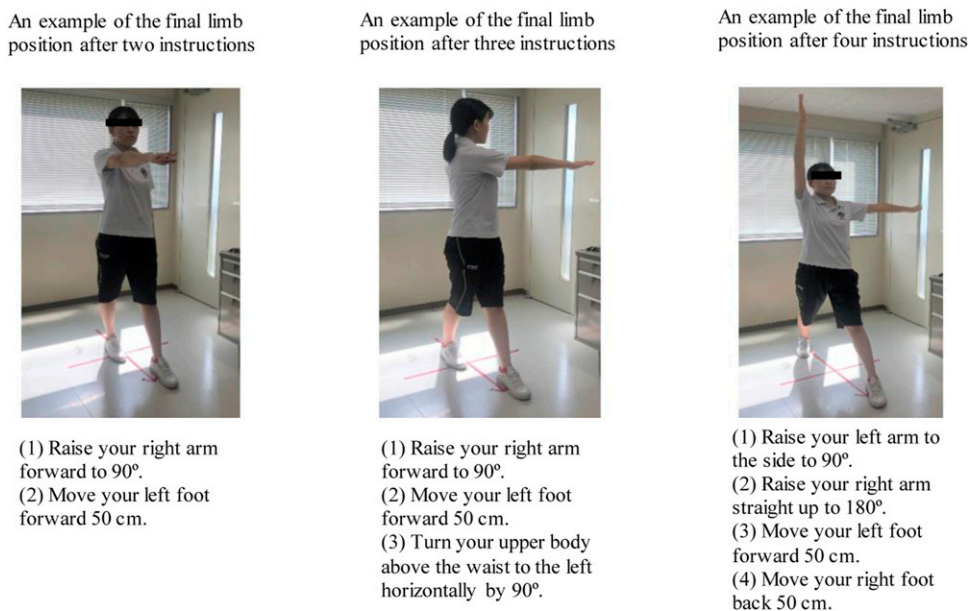 An example of the final limb
position after two instructions
An example of the final limb
position after three instructions
An example of the final limb
position after four instructions
(1) Raise your right arm
forward to 90º.
(2) Move your left foot
forward 50 cm.
(1) Raise your right arm
forward to 90º.
(2) Move your left foot
forward 50 cm.
(3) Turn your upper body
above the waist to the left
horizontally by 90º.
(1) Raise your left arm to
the side to 90º.
(2) Raise your right arm
straight up to 180º.
(3) Move your left foot
forward 50 cm.
(4) Move your right foot
back 50 cm.